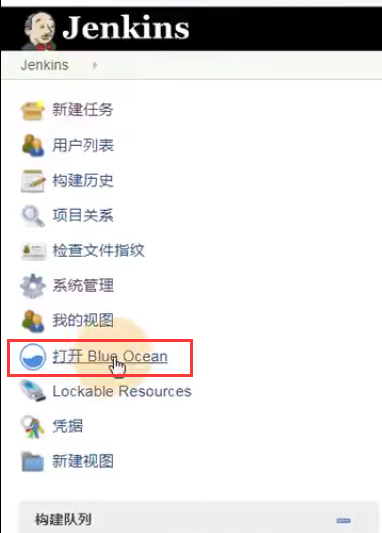 Jenkins
Jenkins
新建任务
用户列表
构建历史
项目关系
检查文件指纹
系统管理
我的视图
打开 Blue Ocean
Lockable Resources
凭据
新建视图
构建队列